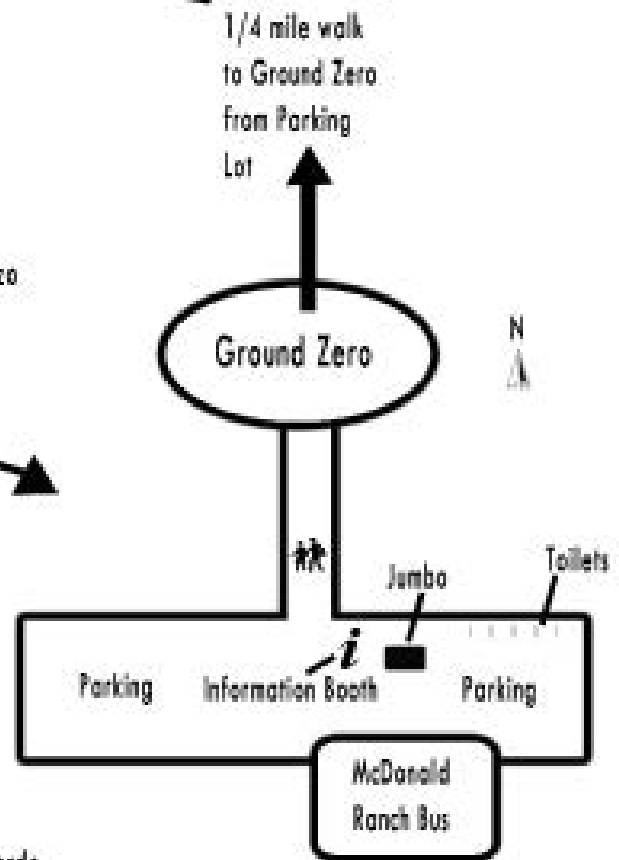 1/4 mile walk
to Ground Zero
from Parking
Lot
Ground Zero
N
Jumbo
Toilets
i
Parking
Information Booth
Parking
McDonald
Ranch Bus